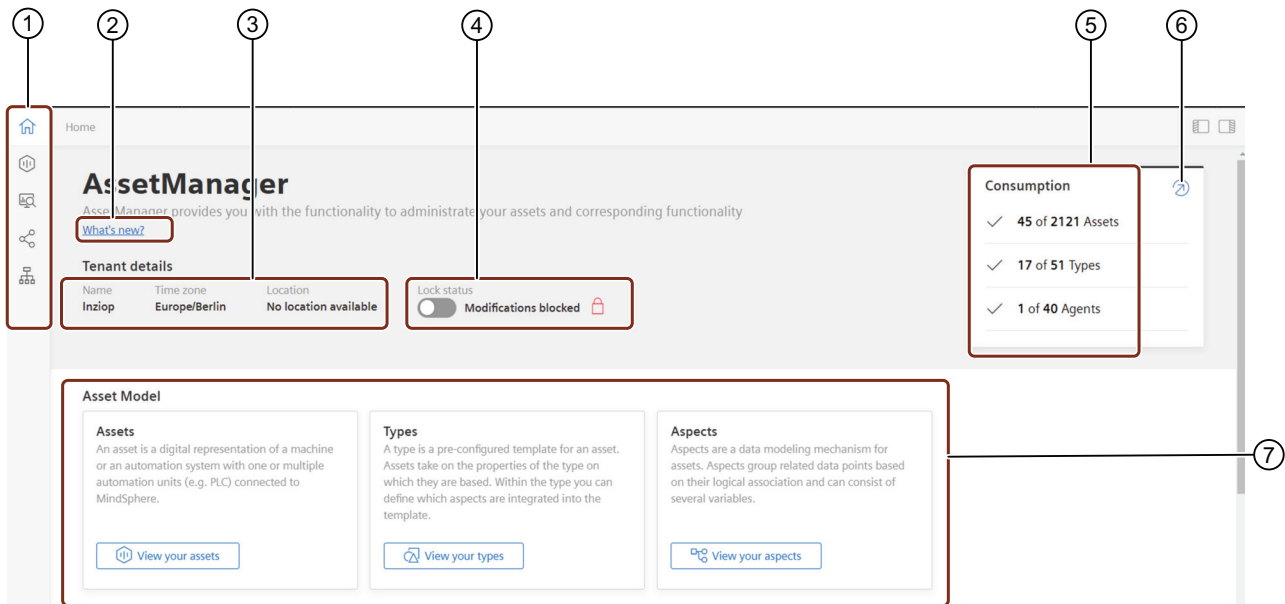 1 2 3 4 5 6
Home
AssetManager
AssetManager provides you with the functionality to administrate your assets and corresponding functionality
What's new?
Tenant details
Name Time zone Location Lock status
Inziop Europe/Berlin No location available Modifications blocked
Consumption
45 of 2121 Assets
17 of 51 Types
1 of 40 Agents
Asset Model
Assets
An asset is a digital representation of a machine
or an automation system with one or multiple
automation units (e.g. PLC) connected to
MindSphere.
View your assets
Types
A type is a pre-configured template for an asset.
Assets take on the properties of the type on
which they are based. Within the type you can
define which aspects are integrated into the
template.
View your types
Aspects
Aspects are a data modeling mechanism for
assets. Aspects group related data points based
on their logical association and can consist of
several variables.
View your aspects
7